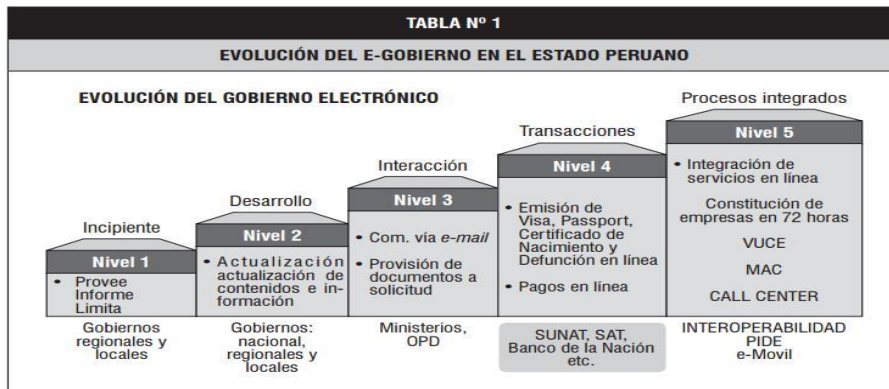 TABLA Nº 1
EVOLUCIÓN DEL E-GOBIERNO EN EL ESTADO PERUANO
EVOLUCIÓN DEL GOBIERNO ELECTRÓNICO
Incipiente
Nivel 1
• Provee
Informe
Limita
Gobiernos
regionales y
locales
Desarrollo
Nivel 2
• Actualización
actualización de
contenidos e in-
formación
Gobiernos:
nacional,
regionales y
locales
Interacción
Nivel 3
• Com. vía e-mail
• Provisión de
documentos a
solicitud
Ministerios,
OPD
Transacciones
Nivel 4
• Emisión de
Visa, Passport,
Certificado de
Nacimiento y
Defunción en línea
• Pagos en línea
SUNAT, SAT,
Banco de la Nación
etc.
Procesos integrados
Nivel 5
• Integración de
servicios en línea
Constitución de
empresas en 72 horas
VUCE
MAC
CALL CENTER
INTEROPERABILIDAD
PIDE
e-Movil